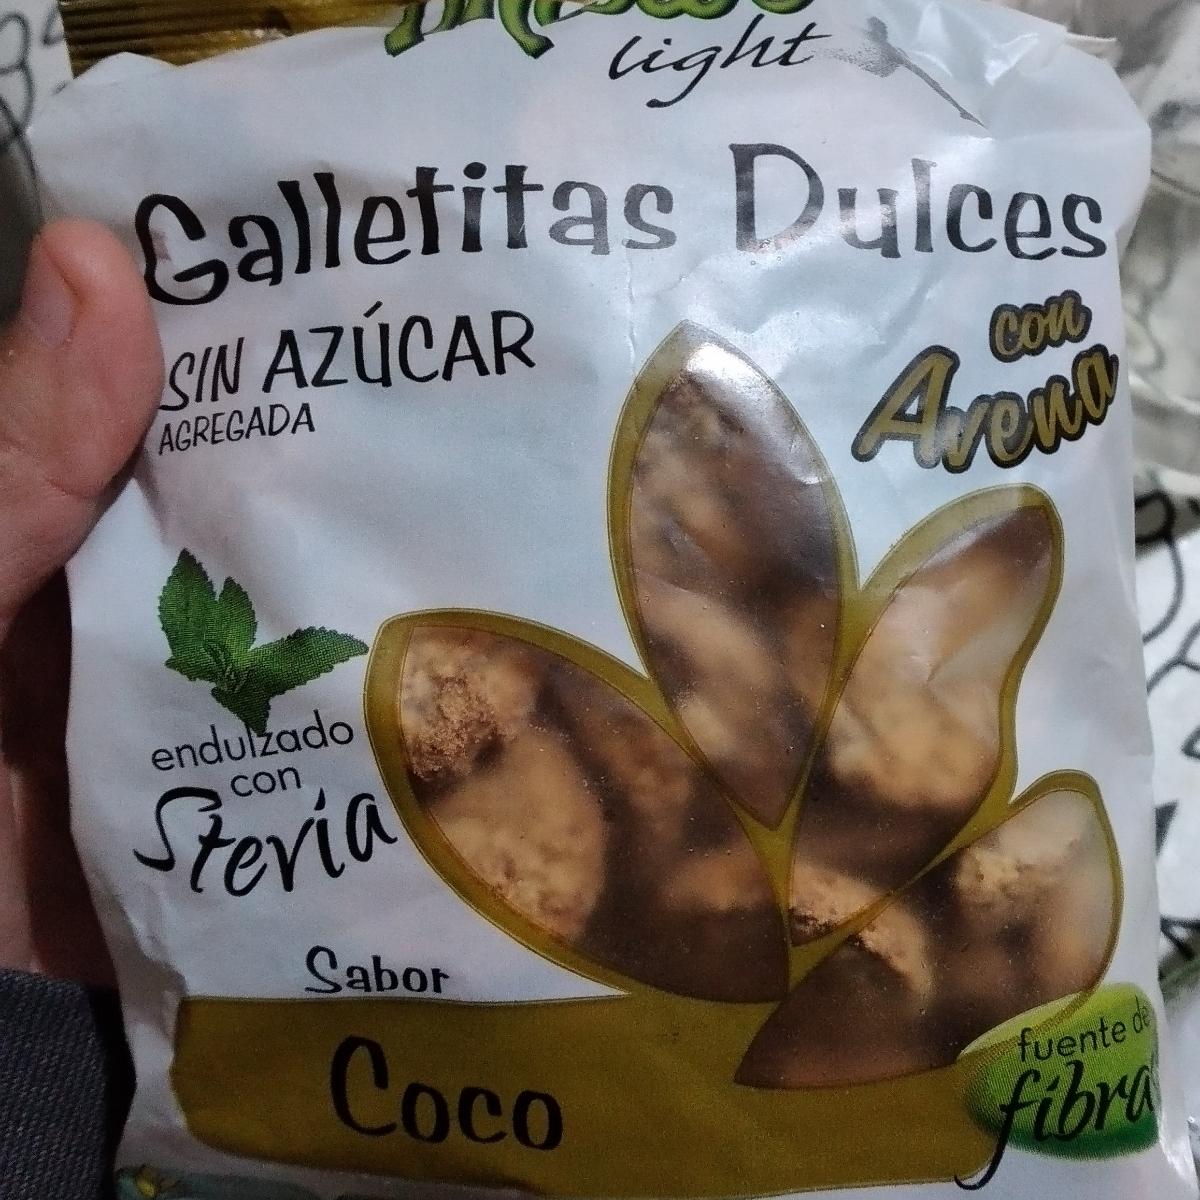 light
Galletitas Dulces
SIN AZÚCAR
AGREGADA
con
Avena
endulzado
con
Stevia
Sabor
Coco
fuente de
fibra